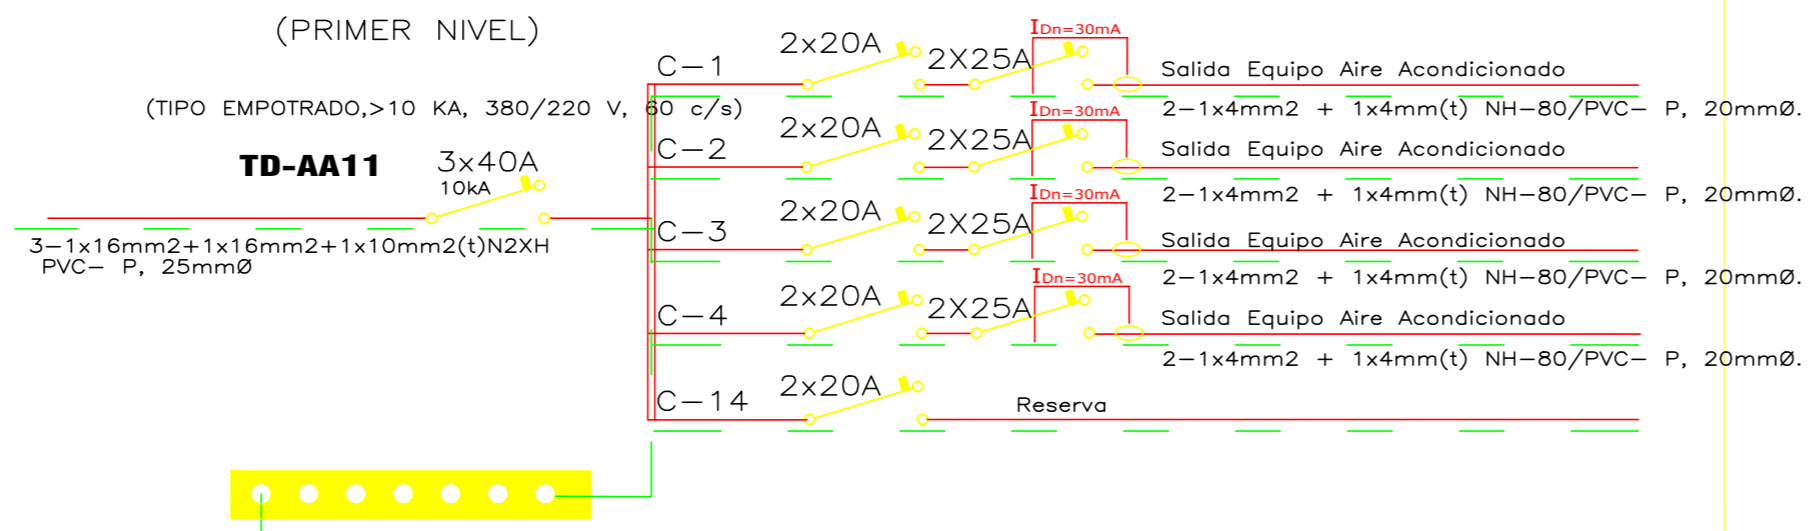 (PRIMER NIVEL)
(TIPO EMPOTRADO,>10 KA, 380/220 V, 60 c/s)
TD-AA11
3x40A
10kA
3-1x16mm2+1x16mm2+1x10mm2(t)N2XH
PVC- P, 25mmØ
C-1
2x20A
2X25A
IDn=30mA
Salida Equipo Aire Acondicionado
2-1x4mm2 + 1x4mm(t) NH-80/PVC- P, 20mmØ.
C-2
2x20A
2X25A
IDn=30mA
Salida Equipo Aire Acondicionado
2-1x4mm2 + 1x4mm(t) NH-80/PVC- P, 20mmØ.
C-3
2x20A
2X25A
IDn=30mA
Salida Equipo Aire Acondicionado
2-1x4mm2 + 1x4mm(t) NH-80/PVC- P, 20mmØ.
C-4
2x20A
2X25A
IDn=30mA
Salida Equipo Aire Acondicionado
2-1x4mm2 + 1x4mm(t) NH-80/PVC- P, 20mmØ.
C-14
2x20A
Reserva